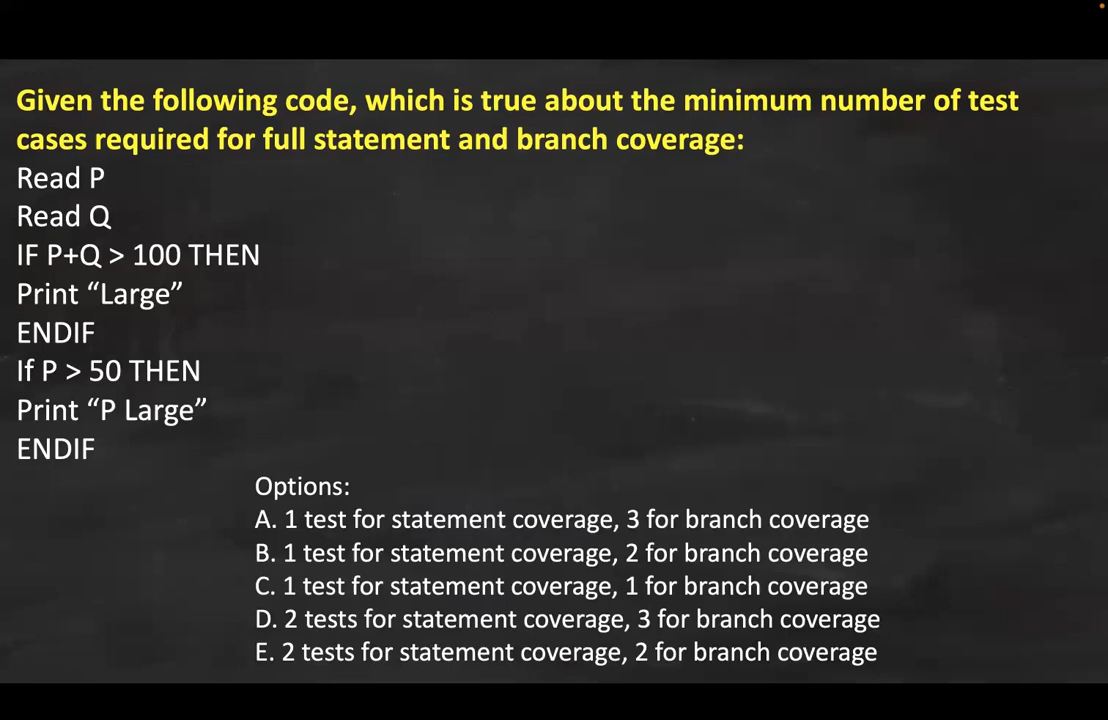 Given the following code, which is true about the minimum number of test
cases required for full statement and branch coverage:
Read P
Read Q
IF P+Q > 100 THEN
Print “Large”
ENDIF
If P > 50 THEN
Print “P Large”
ENDIF
Options:
A. 1 test for statement coverage, 3 for branch coverage
B. 1 test for statement coverage, 2 for branch coverage
C. 1 test for statement coverage, 1 for branch coverage
D. 2 tests for statement coverage, 3 for branch coverage
E. 2 tests for statement coverage, 2 for branch coverage